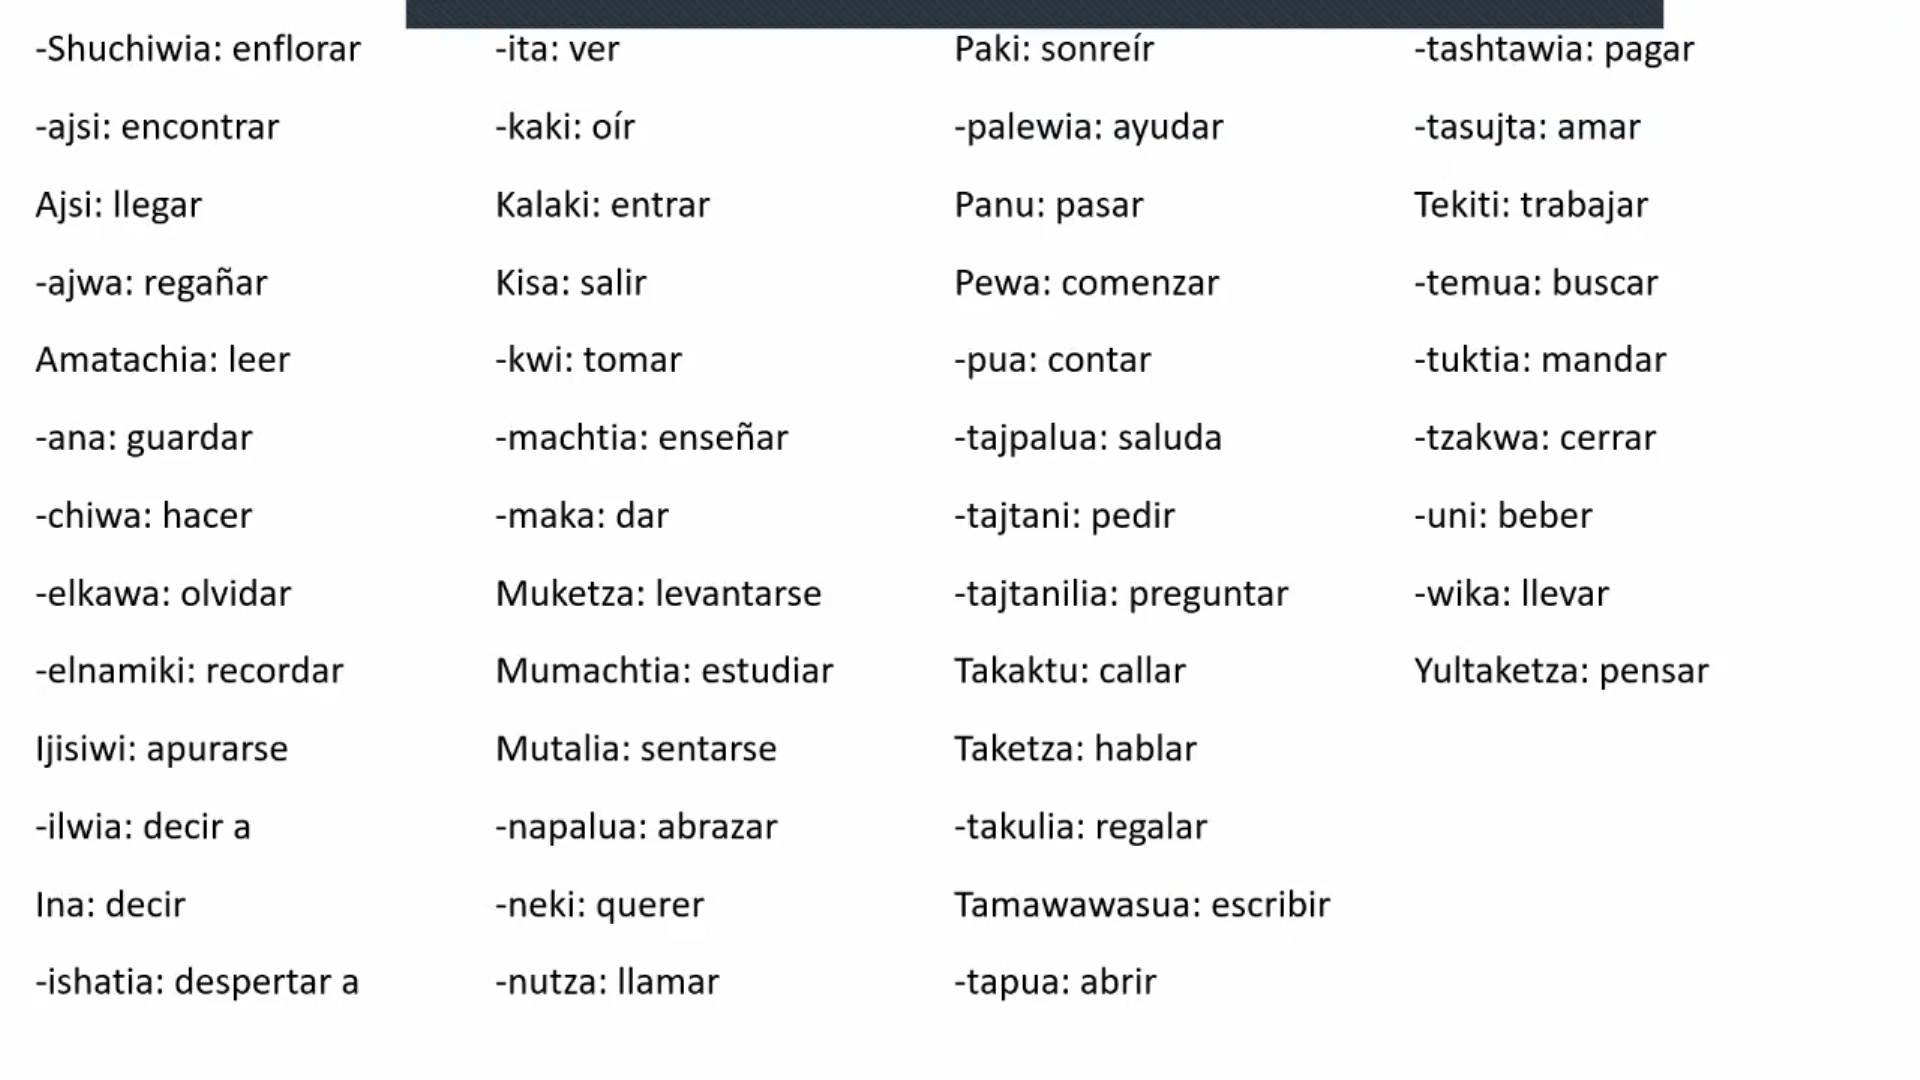 -Shuchiwia: enflorar
-ajsi: encontrar
Ajsi: llegar
-ajwa: regañar
Amatachia: leer
-ana: guardar
-chiwa: hacer
-elkawa: olvidar
-elnamiki: recordar
Ijisiwi: apurarse
-ilwia: decir a
Ina: decir
-ishatia: despertar a
-ita: ver
-kaki: oír
Kalaki: entrar
Kisa: salir
-kwi: tomar
-machtia: enseñar
-maka: dar
Muketza: levantarse
Mumachtia: estudiar
Mutalia: sentarse
-napalua: abrazar
-neki: querer
-nutza: llamar
Paki: sonreír
-palewia: ayudar
Panu: pasar
Pewa: comenzar
-pua: contar
-tajpalua: saluda
-tajtani: pedir
-tajtanilia: preguntar
Takaktu: callar
Taketza: hablar
-takulia: regalar
Tamawawasua: escribir
-tapua: abrir
-tashtawia: pagar
-tasujta: amar
Tekiti: trabajar
-temua: buscar
-tuktia: mandar
-tzakwa: cerrar
-uni: beber
-wika: llevar
Yultaketza: pensar